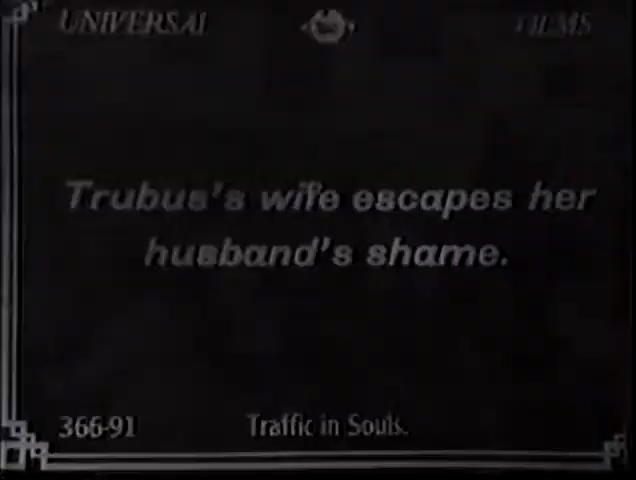 UNIVERSAL FILMS
Trubus's wife escapes her
husband's shame.
366-91 Traffic in Souls.